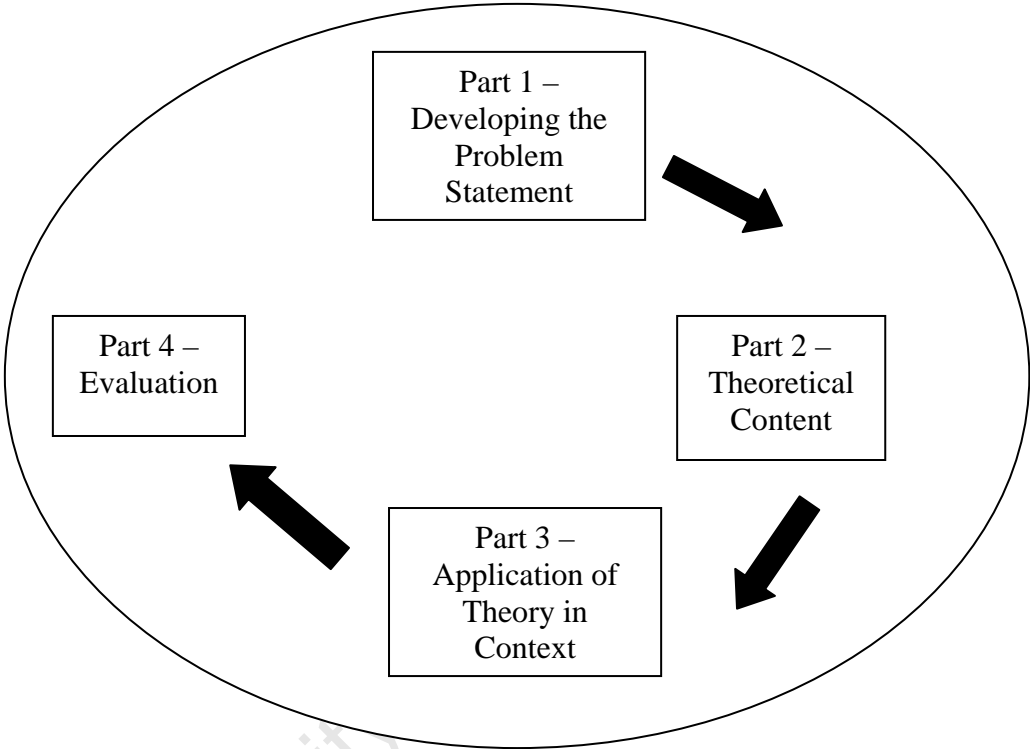 Part 1 –
Developing the
Problem
Statement
Part 2 –
Theoretical
Content
Part 3 –
Application of
Theory in
Context
Part 4 –
Evaluation